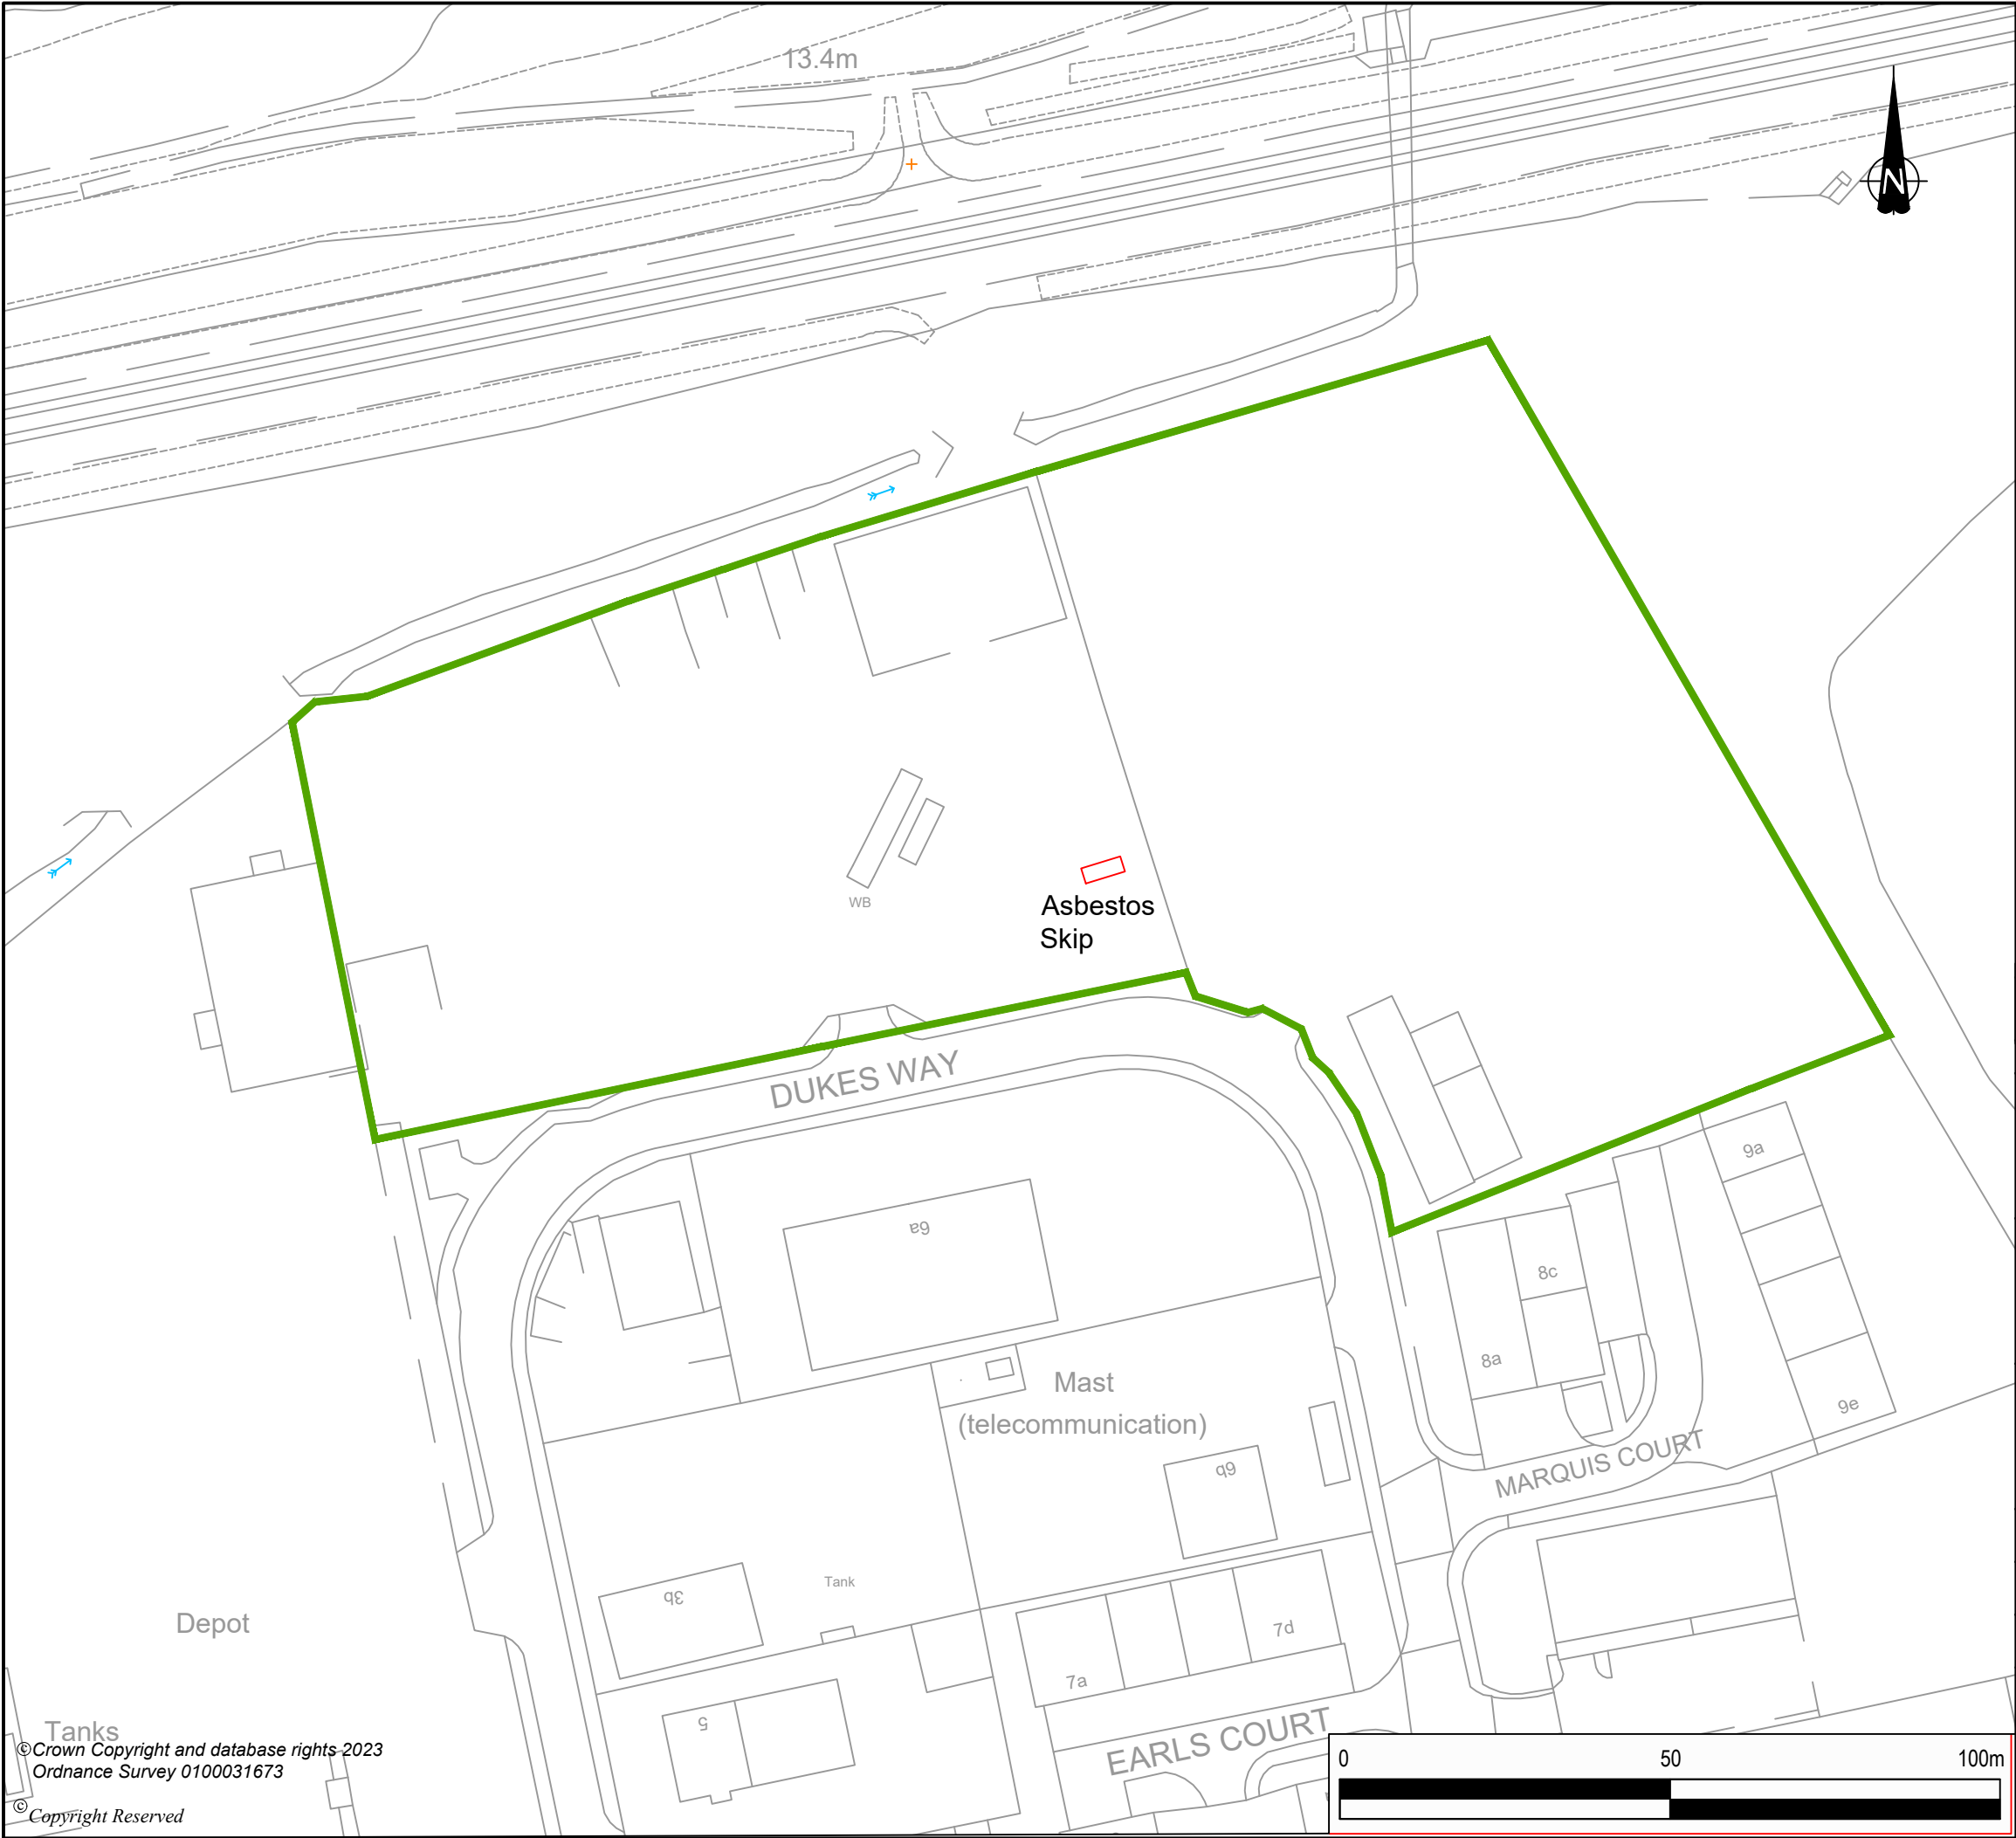 13.4m
N
WB
Asbestos
Skip
DUKES WAY
9a
6a
8c
8a
Mast
(telecommunication)
9e
MARQUIS COURT
6b
Tank
3b
Depot
7d
7a
5
EARLS COURT
Tanks
©Crown Copyright and database rights 2023
Ordnance Survey 0100031673
© Copyright Reserved
0 50 100m